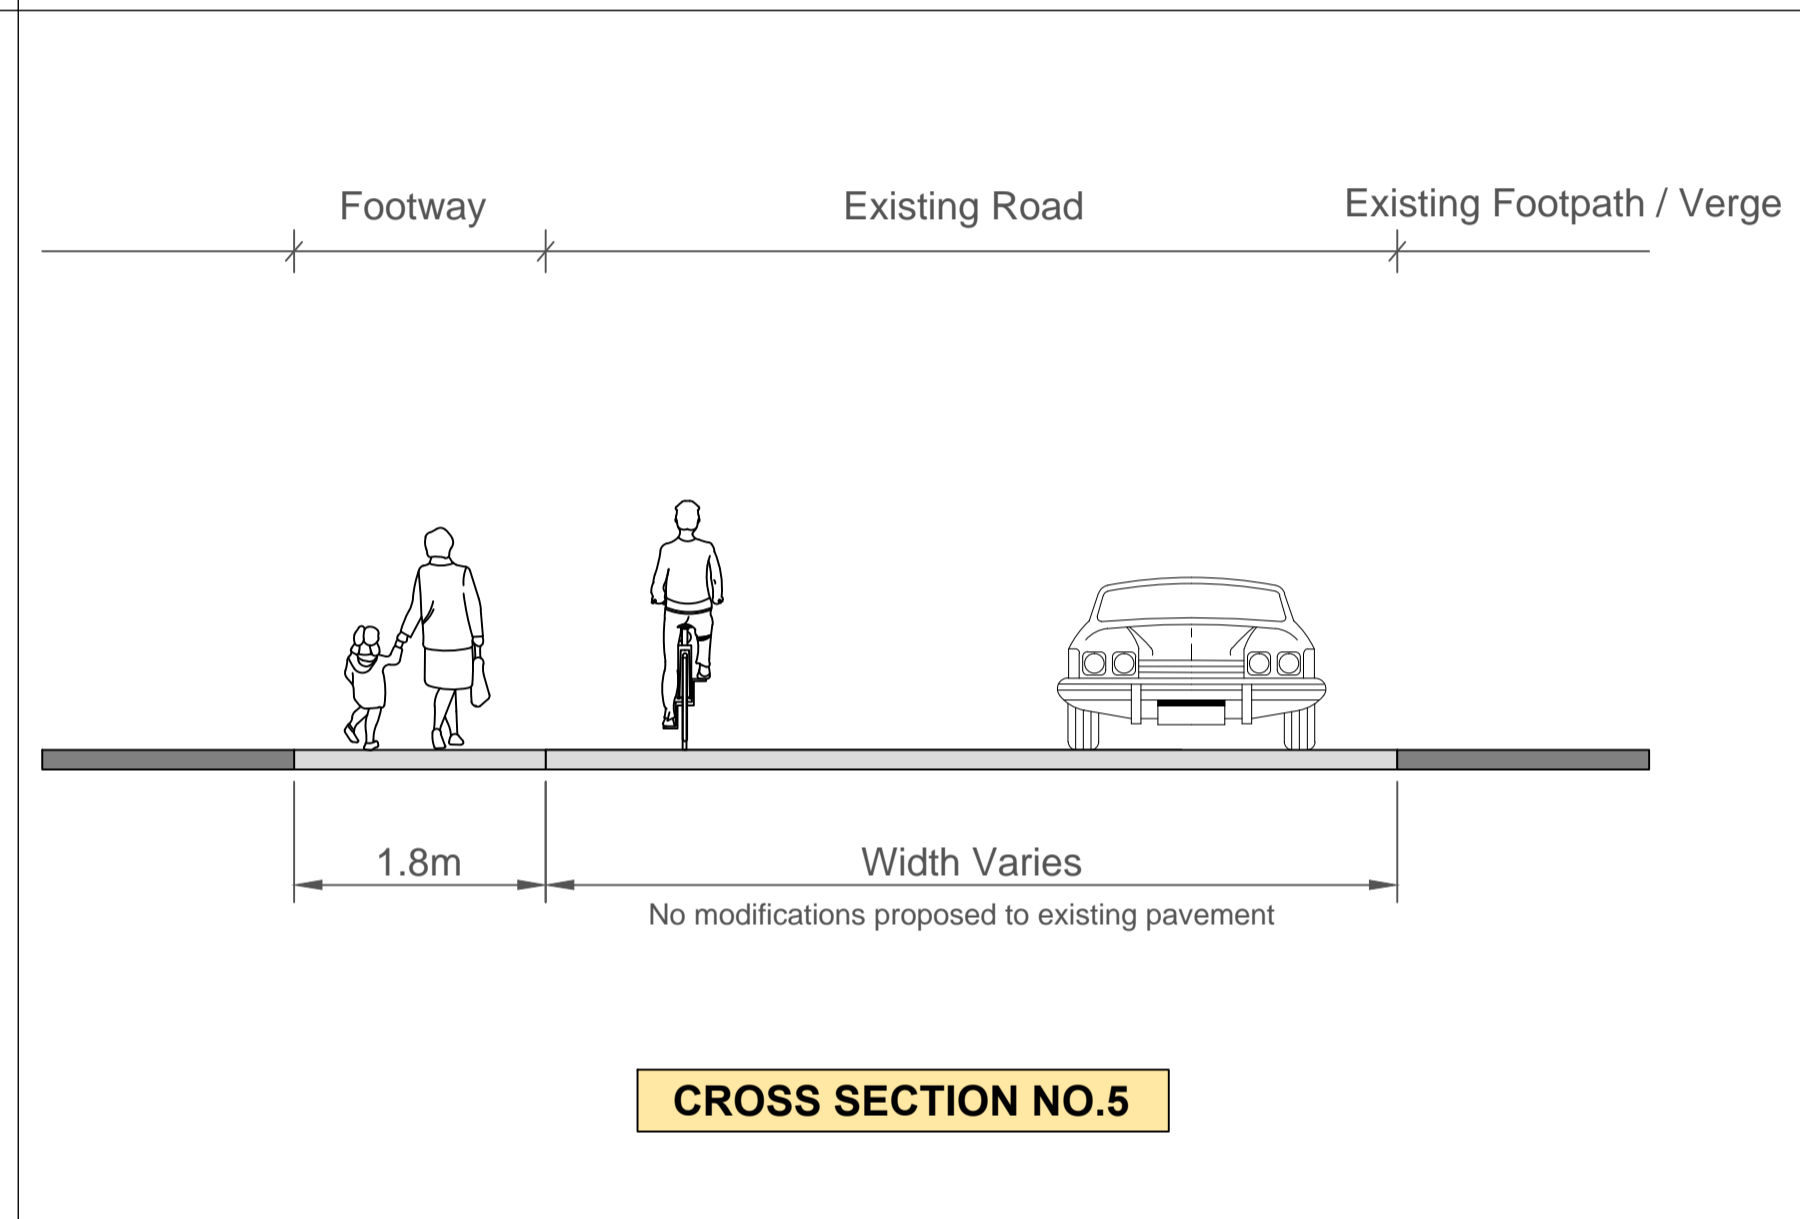 Footway
Existing Road
Existing Footpath / Verge
1.8m
Width Varies
No modifications proposed to existing pavement
CROSS SECTION NO.5